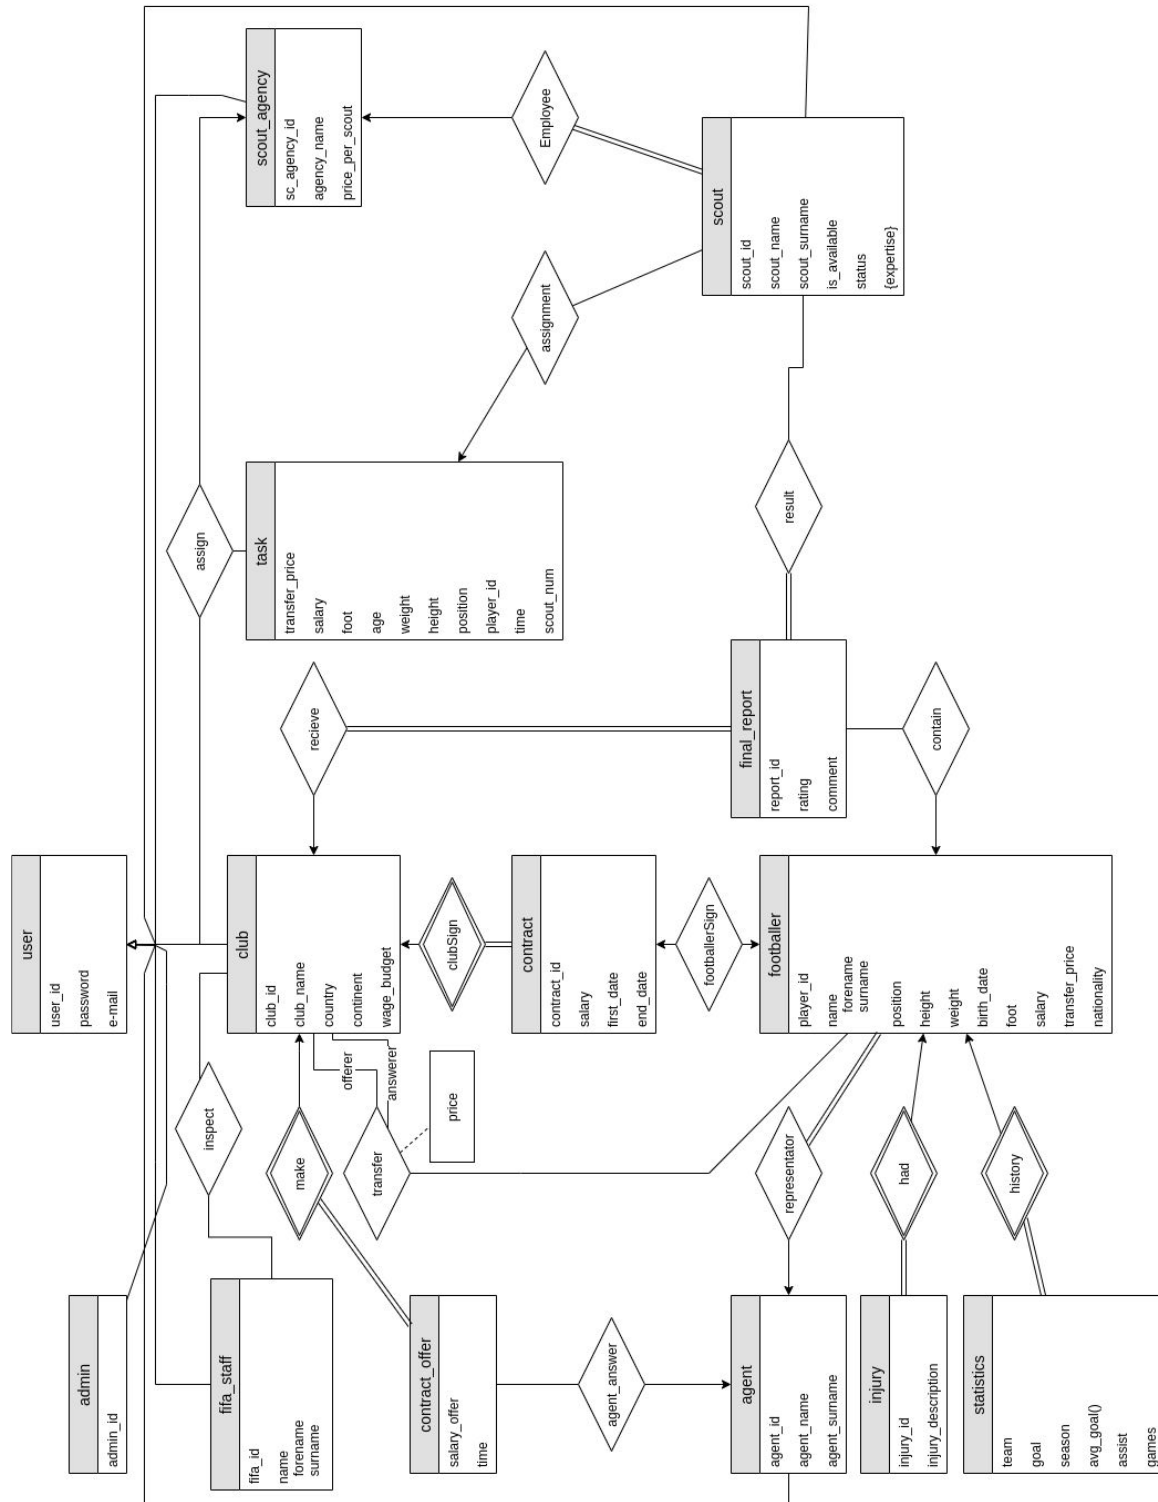 user
user_id
password
e-mail
admin
admin_id
fifa_staff
fifa_id
name
forename
surname
inspect
club
club_id
club_name
country
continent
wage_budget
assign
scout_agency
sc_agency_id
agency_name
price_per_scout
task
transfer_price
salary
foot
age
weight
height
position
player_id
time
scout_num
recieve
make
offerer
answerer
transfer
price
contract_offer
salary_offer
time
clubSign
contract
contract_id
salary
first_date
end_date
footballerSign
assignment
Employee
agent_answer
scout
scout_id
scout_name
scout_surname
is_available
status
{expertise}
result
final_report
report_id
rating
comment
contain
footballer
player_id
name
forename
surname
position
height
weight
birth_date
foot
salary
transfer_price
nationality
representator
agent
agent_id
agent_name
agent_surname
had
injury
injury_id
injury_description
history
statistics
team
goal
season
avg_goal()
assist
games